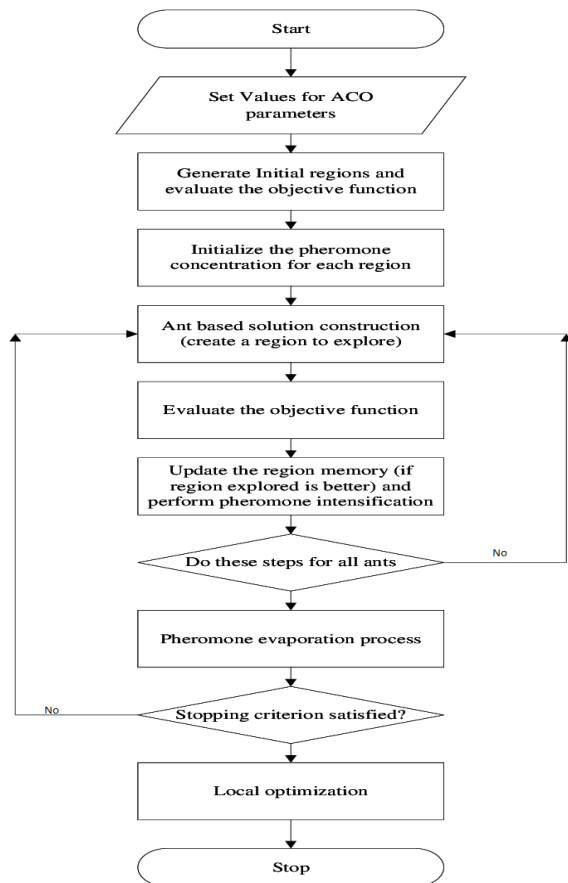 Start
Set Values for ACO
parameters
Generate Initial regions and
evaluate the objective function
Initialize the pheromone
concentration for each region
Ant based solution construction
(create a region to explore)
Evaluate the objective function
Update the region memory (if
region explored is better) and
perform pheromone intensification
Do these steps for all ants
No
Pheromone evaporation process
No
Stopping criterion satisfied?
Local optimization
Stop